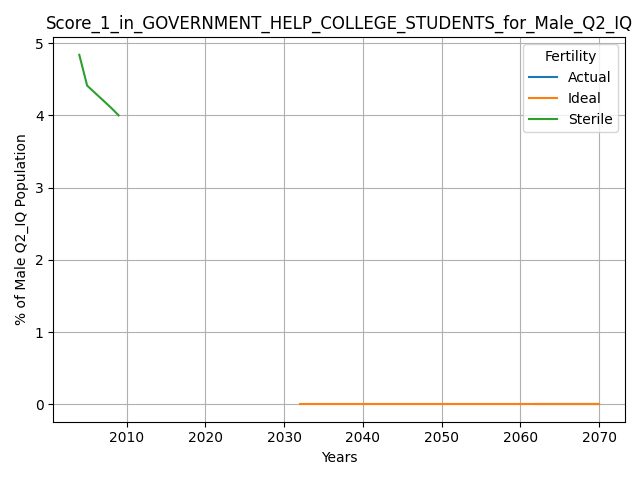 Score_1_in_GOVERNMENT_HELP_COLLEGE_STUDENTS_for_Male_Q2_IQ
Fertility
Actual
Ideal
Sterile
% of Male Q2_IQ Population
5
4
3
2
1
0
2010 2020 2030 2040 2050 2060 2070
Years